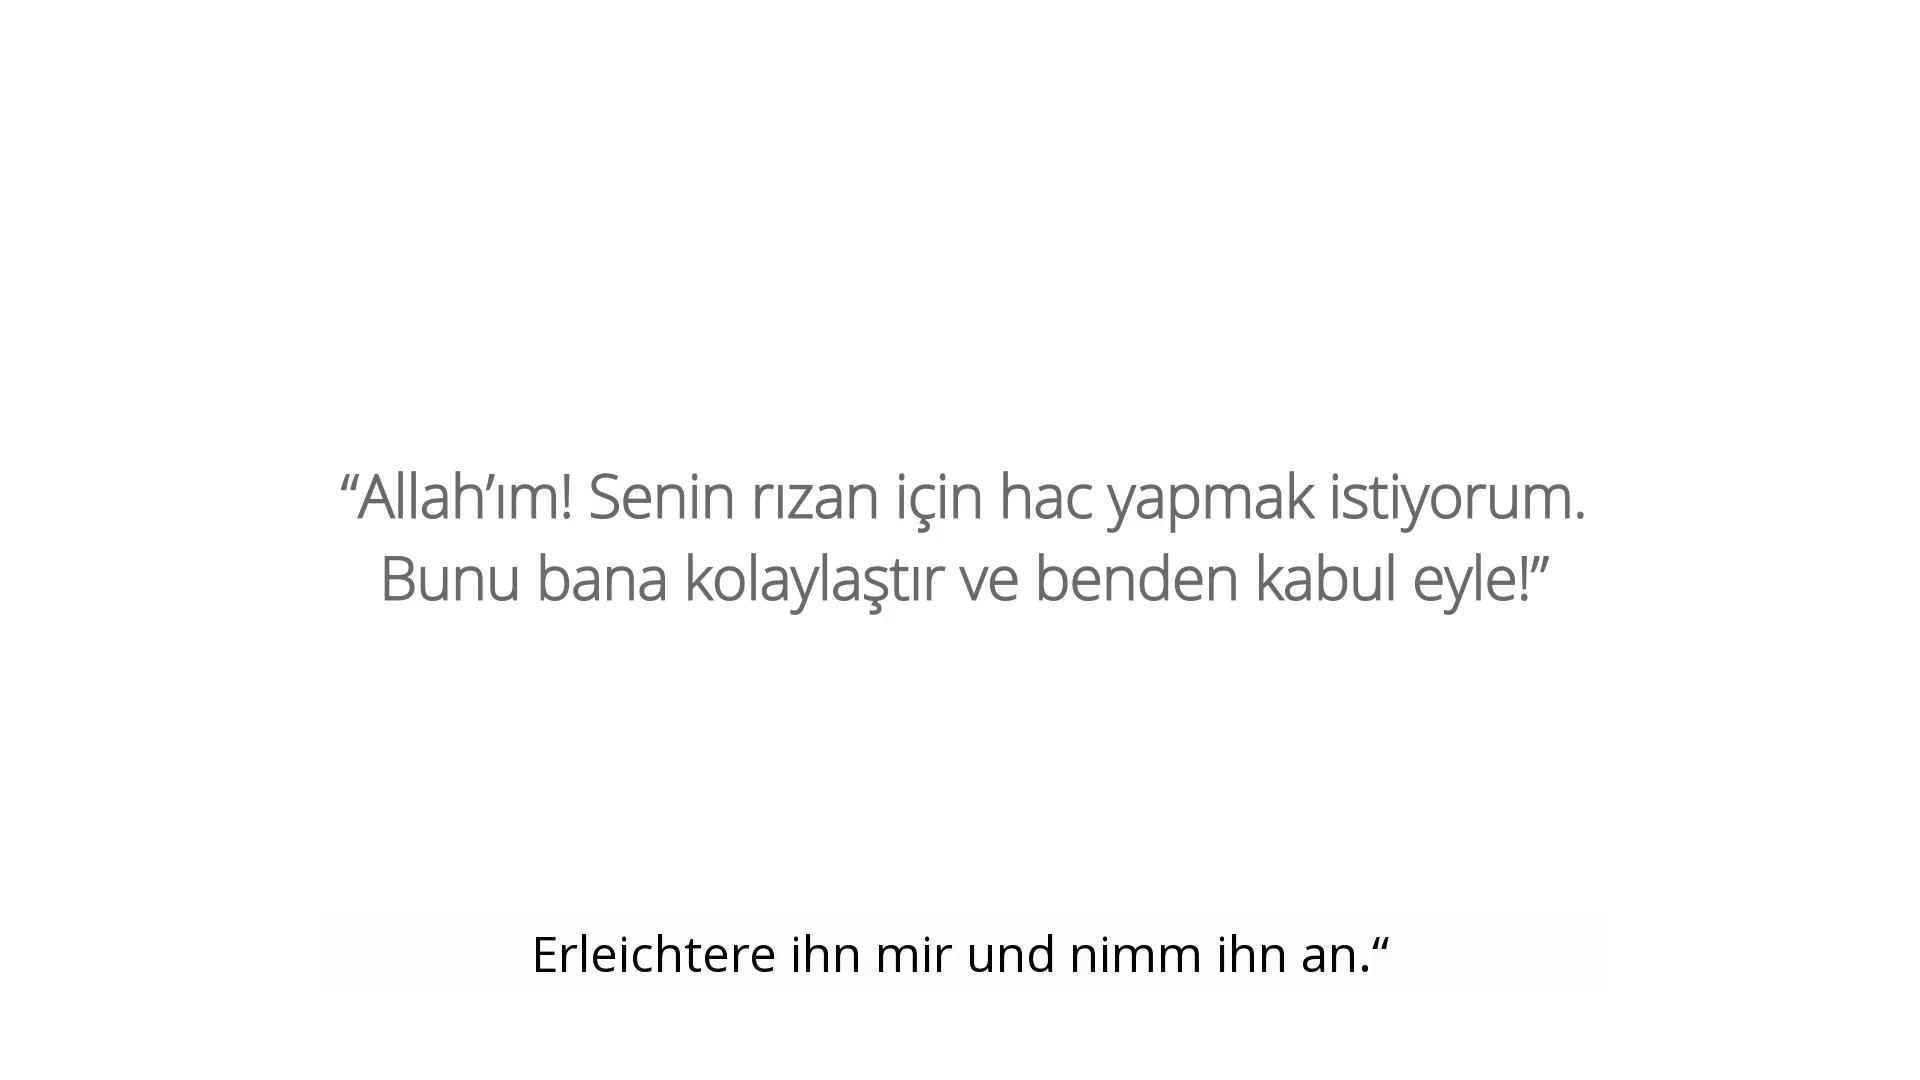 “Allah’ım! Senin rızan için hac yapmak istiyorum.
Bunu bana kolaylaştır ve benden kabul eyle!”
Erleichtere ihn mir und nimm ihn an.“